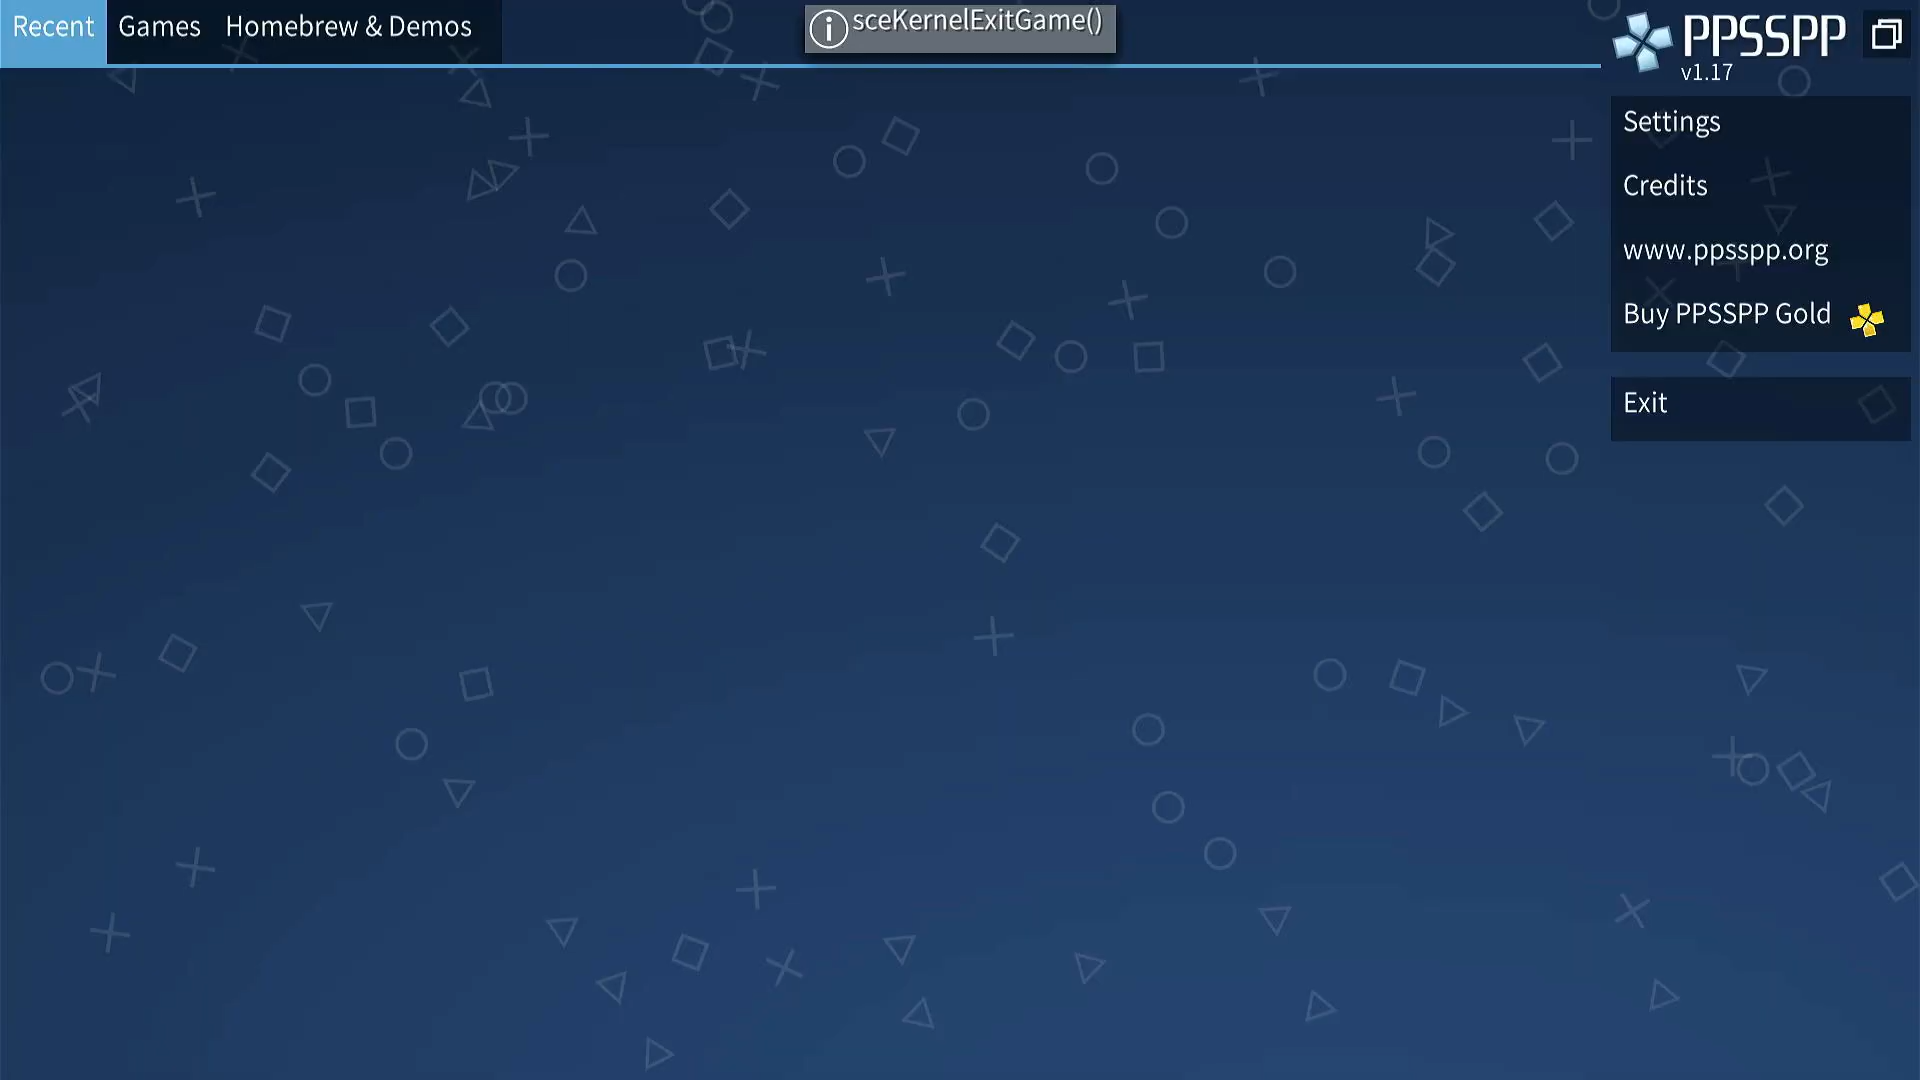 Recent Games Homebrew & Demos
sceKernelExitGame()
PPSSPP
v1.17
Settings
Credits
www.ppsspp.org
Buy PPSSPP Gold
Exit